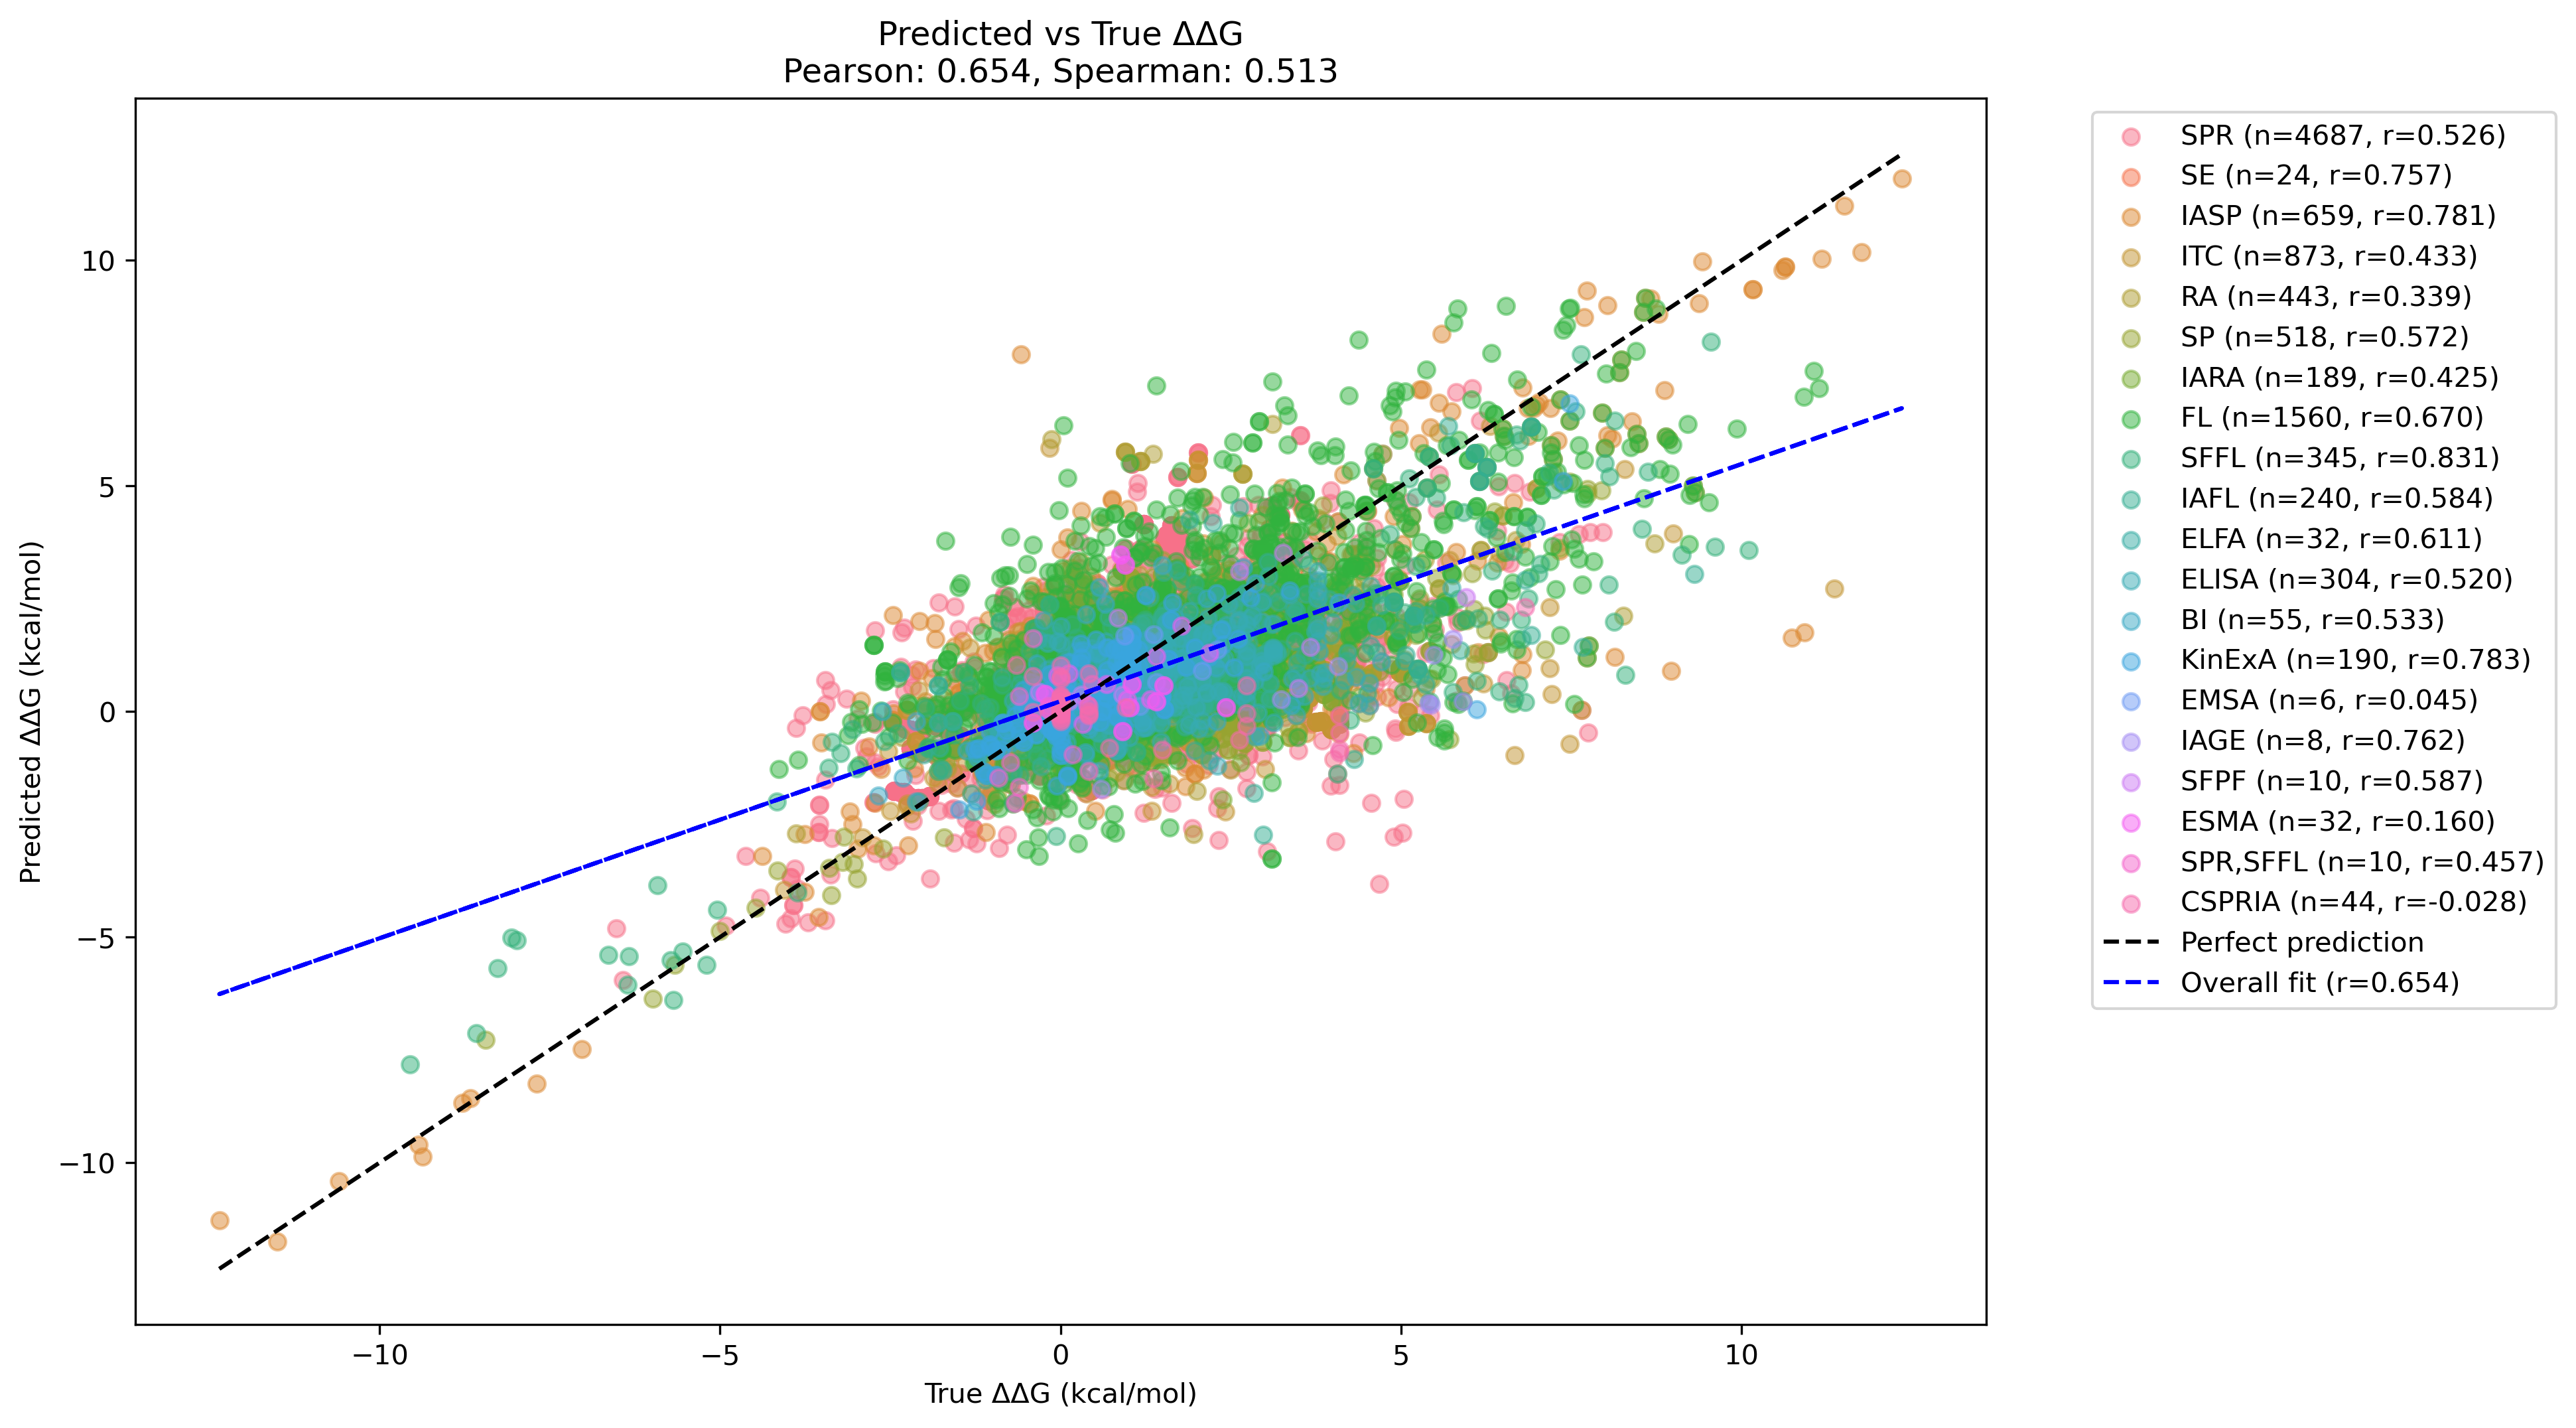 Predicted vs True ΔΔG
Pearson: 0.654, Spearman: 0.513
Predicted ΔΔG (kcal/mol)
10
5
0
−5
−10
−10
−5
0
5
10
True ΔΔG (kcal/mol)
SPR (n=4687, r=0.526)
SE (n=24, r=0.757)
IASP (n=659, r=0.781)
ITC (n=873, r=0.433)
RA (n=443, r=0.339)
SP (n=518, r=0.572)
IARA (n=189, r=0.425)
FL (n=1560, r=0.670)
SFFL (n=345, r=0.831)
IAFL (n=240, r=0.584)
ELFA (n=32, r=0.611)
ELISA (n=304, r=0.520)
BI (n=55, r=0.533)
KinExA (n=190, r=0.783)
EMSA (n=6, r=0.045)
IAGE (n=8, r=0.762)
SFPF (n=10, r=0.587)
ESMA (n=32, r=0.160)
SPR,SFFL (n=10, r=0.457)
CSPRIA (n=44, r=-0.028)
Perfect prediction
Overall fit (r=0.654)